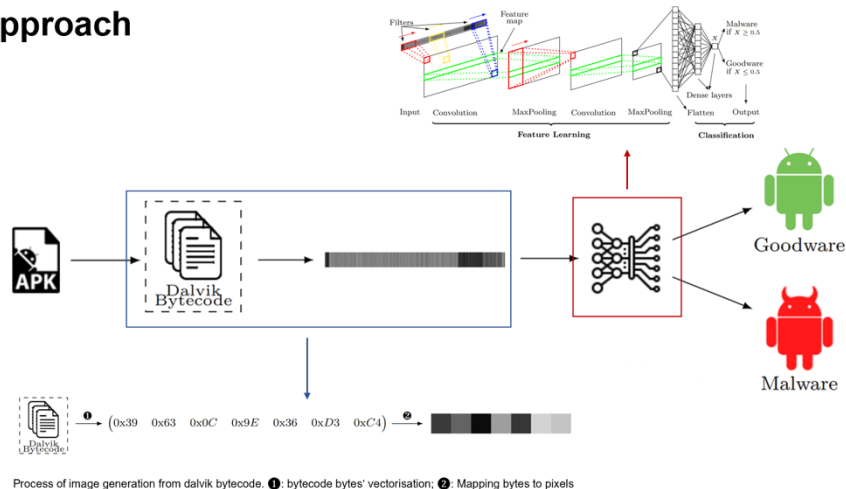 pproach
Filters
Feature
map
X
Malware
if X ≥ 0.5
Goodware
if X ≤ 0.5
Dense layers
Input Convolution MaxPooling Convolution MaxPooling Flatten Output
Feature Learning Classification
APK
Dalvik
Bytecode
Goodware
Malware
Dalvik
Bytecode
❶
(0x39 0x63 0x0C 0x9E 0x36 0xD3 0xC4)
❷
Process of image generation from dalvik bytecode. ❶: bytecode bytes' vectorisation; ❷: Mapping bytes to pixels